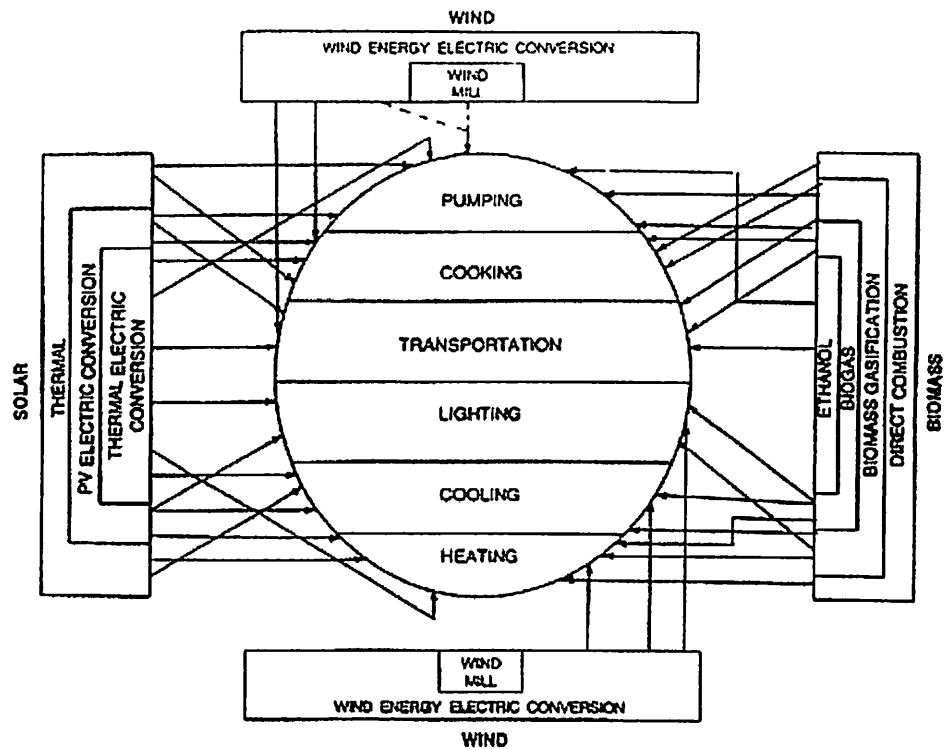 WIND
WIND ENERGY ELECTRIC CONVERSION
WIND
MILL
SOLAR
THERMAL
PV ELECTRIC CONVERSION
THERMAL ELECTRIC
CONVERSION
PUMPING
COOKING
TRANSPORTATION
LIGHTING
COOLING
HEATING
ETHANOL
BIOGAS
BIOMASS GASIFICATION
DIRECT COMBUSTION
BIOMASS
WIND
MILL
WIND ENERGY ELECTRIC CONVERSION
WIND